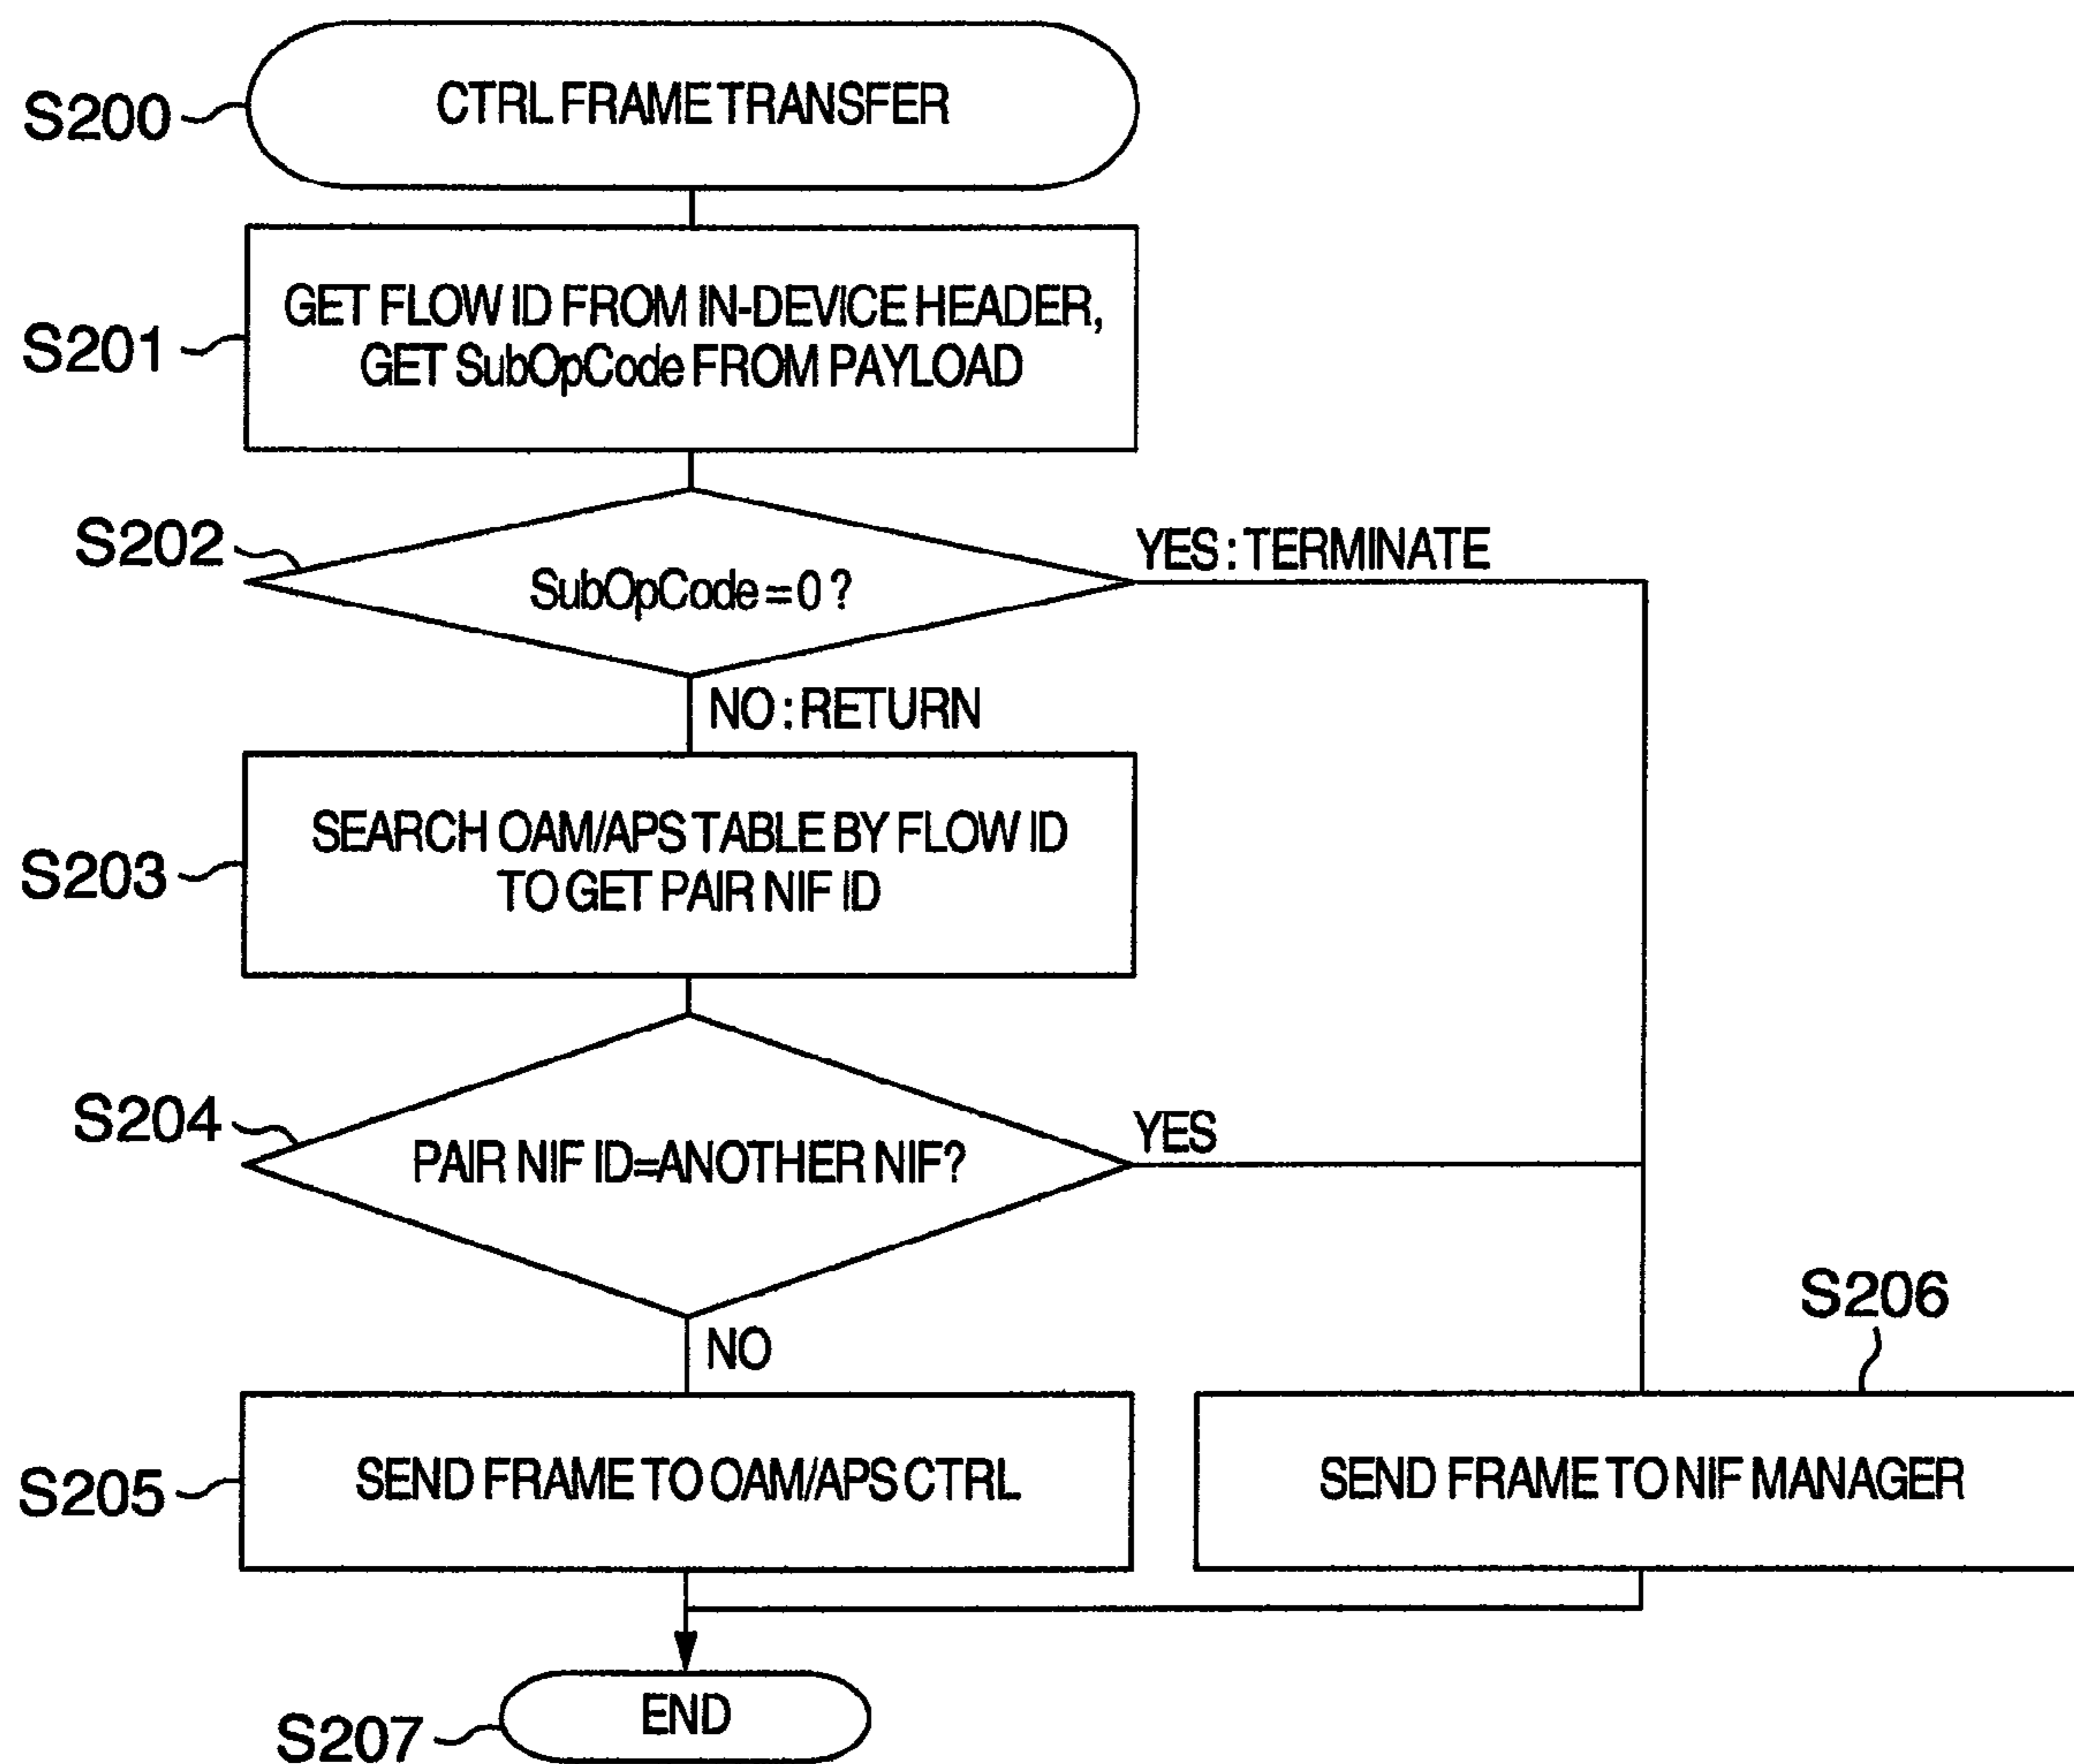 S200
CTRL FRAME TRANSFER
S201
GET FLOW ID FROM IN-DEVICE HEADER,
GET SubOpCode FROM PAYLOAD
S202
SubOpCode = 0 ?
YES : TERMINATE
NO : RETURN
S203
SEARCH OAM/APS TABLE BY FLOW ID
TO GET PAIR NIF ID
S204
PAIR NIF ID=ANOTHER NIF?
YES
NO
S205
SEND FRAME TO OAM/APS CTRL
S206
SEND FRAME TO NIF MANAGER
S207
END